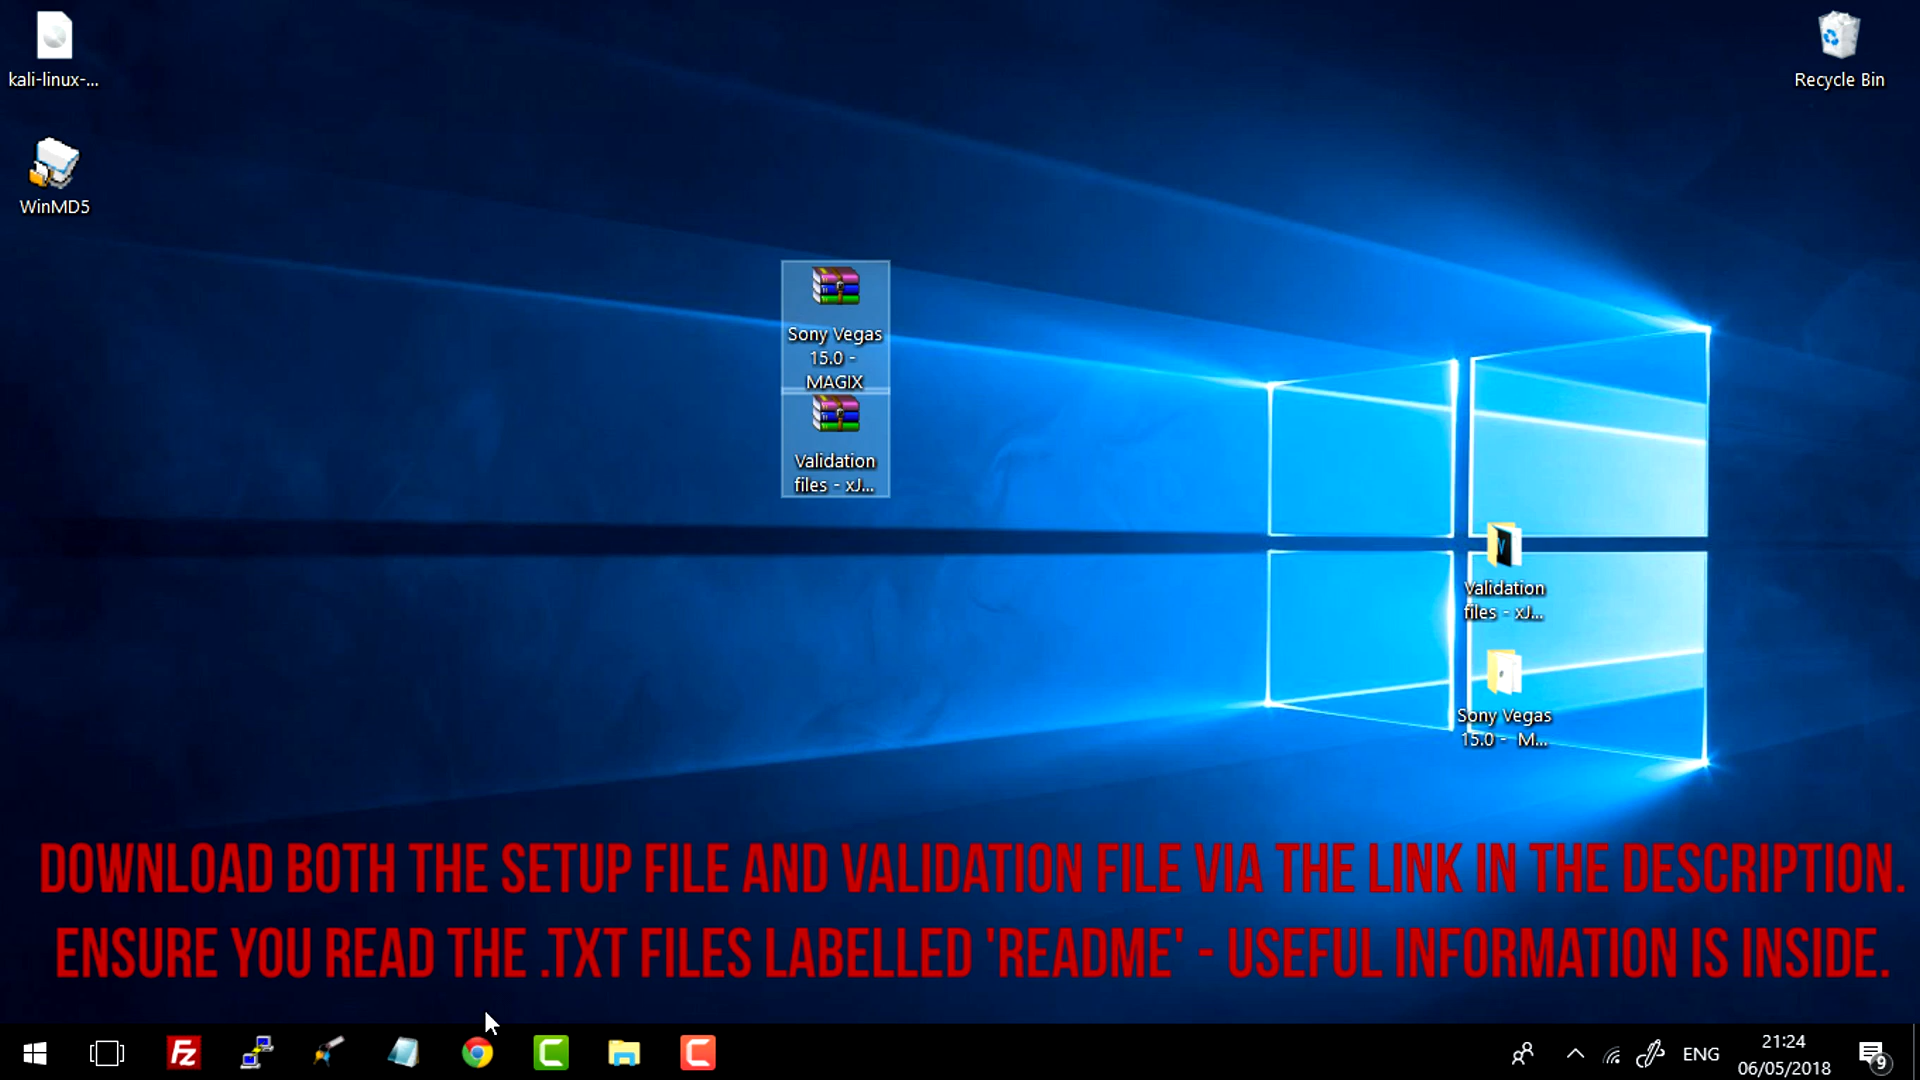 kali-linux-...
Recycle Bin
WinMD5
Sony Vegas
15.0 -
MAGIX
Validation
files - xJ...
Validation
files - xJ...
Sony Vegas
15.0 - M...
DOWNLOAD BOTH THE SETUP FILE AND VALIDATION FILE VIA THE LINK IN THE DESCRIPTION.
ENSURE YOU READ THE .TXT FILES LABELLED 'README' - USEFUL INFORMATION IS INSIDE.
ENG
21:24
06/05/2018
9